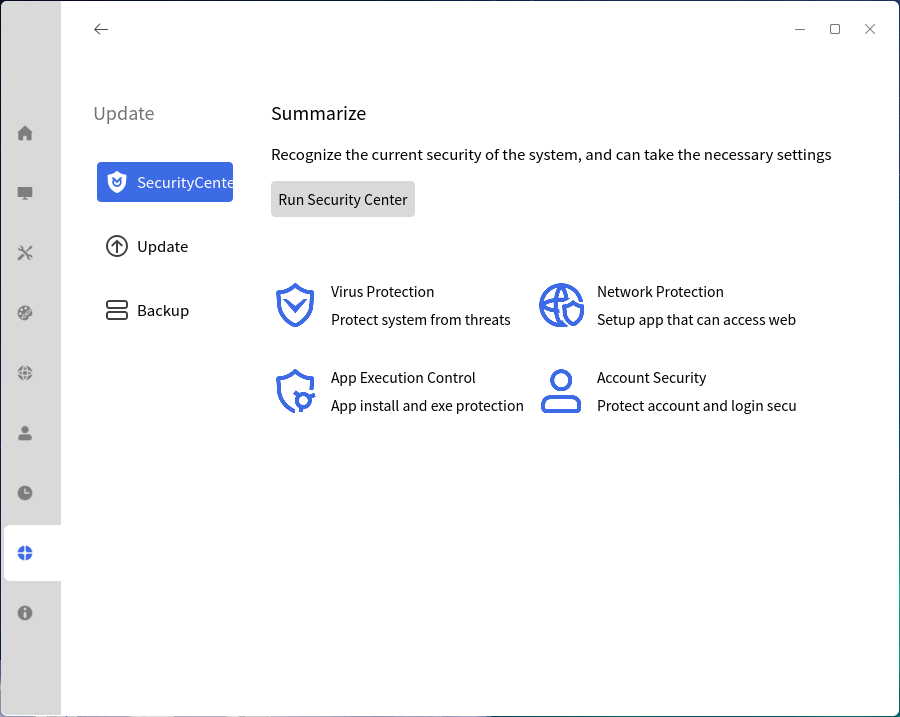 Update
SecurityCente
Update
Backup
Summarize
Recognize the current security of the system, and can take the necessary settings
Run Security Center
Virus Protection
Protect system from threats
Network Protection
Setup app that can access web
App Execution Control
App install and exe protection
Account Security
Protect account and login secu